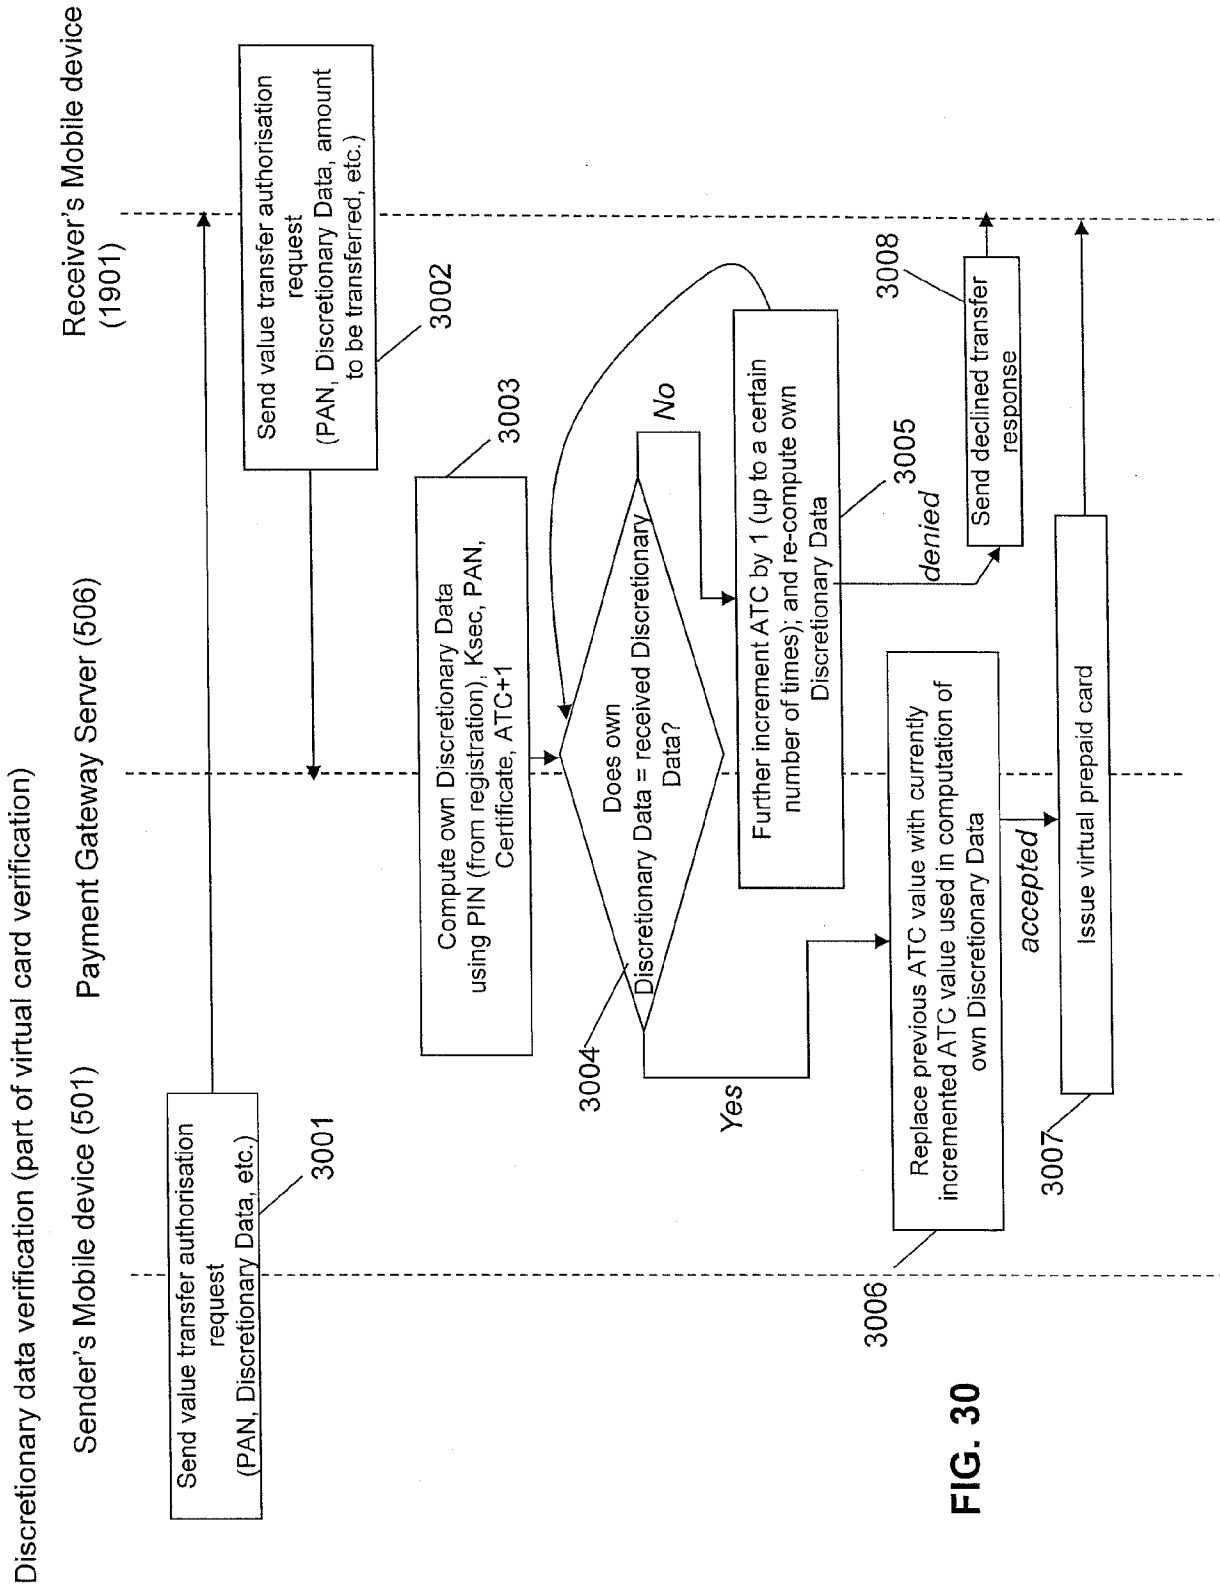 Discretionary data verification (part of virtual card verification)
Sender's Mobile device (501)
Payment Gateway Server (506)
Receiver's Mobile device
(1901)
Send value transfer authorisation
request
(PAN, Discretionary Data, etc.)
3001
Send value transfer authorisation
request
(PAN, Discretionary Data, amount
to be transferred, etc.)
3002
Compute own Discretionary Data
using PIN (from registration), Ksec, PAN,
Certificate, ATC+1
3003
Does own
Discretionary Data = received Discretionary
Data?
3004
Yes
No
Further increment ATC by 1 (up to a certain
number of times); and re-compute own
Discretionary Data
3005
denied
Send declined transfer
response
3008
Replace previous ATC value with currently
incremented ATC value used in computation of
own Discretionary Data
3006
accepted
Issue virtual prepaid card
3007
FIG. 30